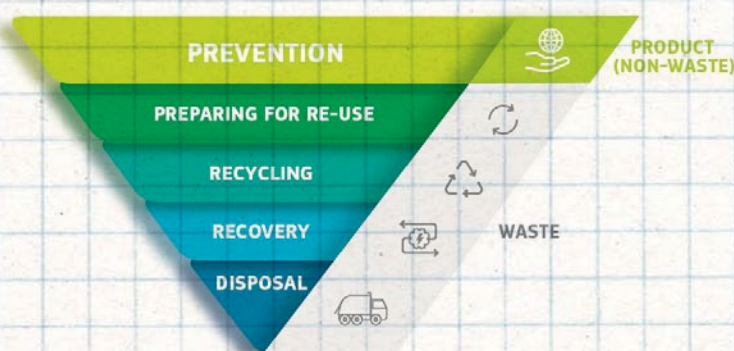 PREVENTION
PRODUCT
(NON-WASTE)
PREPARING FOR RE-USE
RECYCLING
RECOVERY
WASTE
DISPOSAL